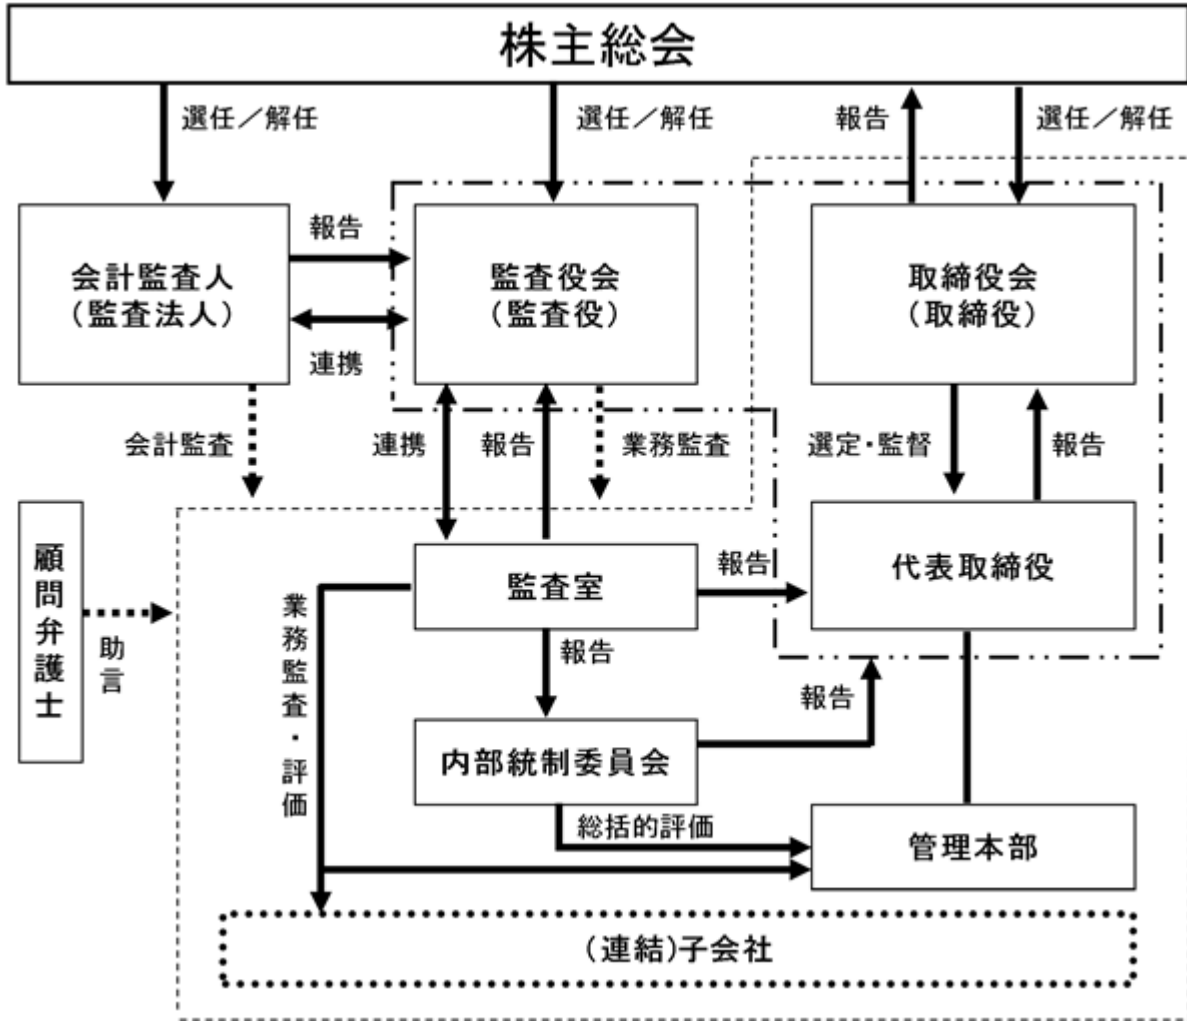 株主総会
選任／解任
選任／解任
報告
選任／解任
会計監査人
（監査法人）
報告
連携
監査役会
（監査役）
取締役会
（取締役）
会計監査
連携
報告
業務監査
選定・監督
報告
顧問弁護士
助言
監査室
報告
代表取締役
業務監査・評価
報告
報告
内部統制委員会
総括的評価
管理本部
（連結）子会社